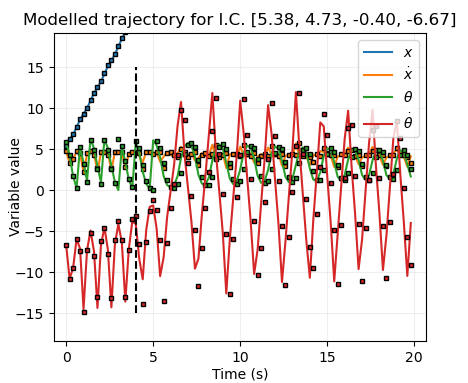 Modelled trajectory for I.C. [5.38, 4.73, -0.40, -6.67]
x
ẋ
θ
θ̇
Variable value
15
10
5
0
−5
−10
−15
0
5
10
15
20
Time (s)